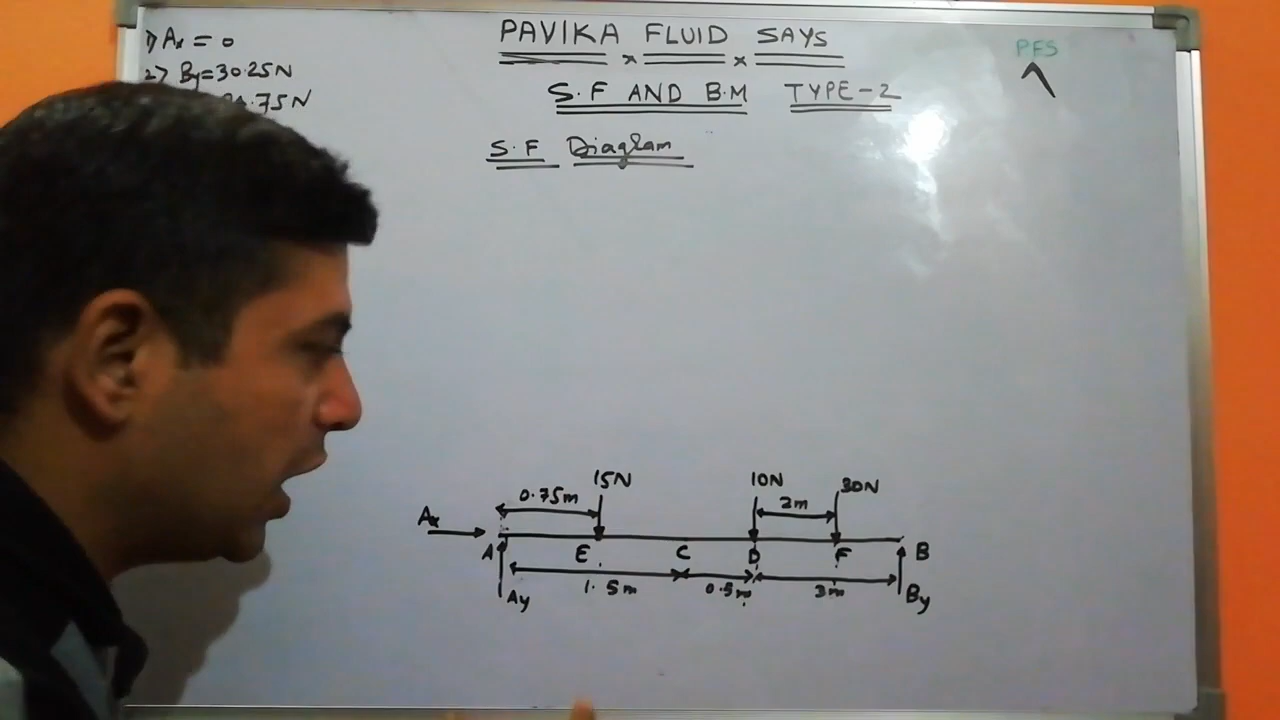 PAVIKA FLUID SAYS
PFS
1) Ax = 0
2) By=30.25N
.75N
S.F AND B.M TYPE-2
S.F Diagram
15N
10N
30N
0.75m
2m
Ax
A
E
C
D
F
B
1.5m
0.5m
3m
Ay
By